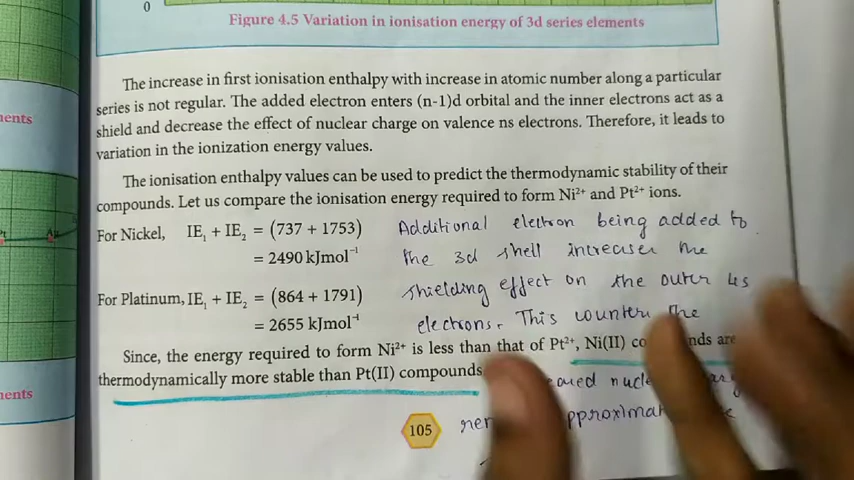 0
Figure 4.5 Variation in ionisation energy of 3d series elements
ments
The increase in first ionisation enthalpy with increase in atomic number along a particular
series is not regular. The added electron enters (n-1)d orbital and the inner electrons act as a
shield and decrease the effect of nuclear charge on valence ns electrons. Therefore, it leads to
variation in the ionization energy values.
The ionisation enthalpy values can be used to predict the thermodynamic stability of their
compounds. Let us compare the ionisation energy required to form Ni²⁺ and Pt²⁺ ions.
For Nickel, IE₁ + IE₂ = (737 + 1753)
= 2490 kJmol⁻¹
For Platinum, IE₁ + IE₂ = (864 + 1791)
= 2655 kJmol⁻¹
Additional electron being added to
the 3d shell increases the
shielding effect on the outer 4s
electrons. This counter the
Since, the energy required to form Ni²⁺ is less than that of Pt²⁺, Ni(II) are
thermodynamically more stable than Pt(II) compounds
ments
105